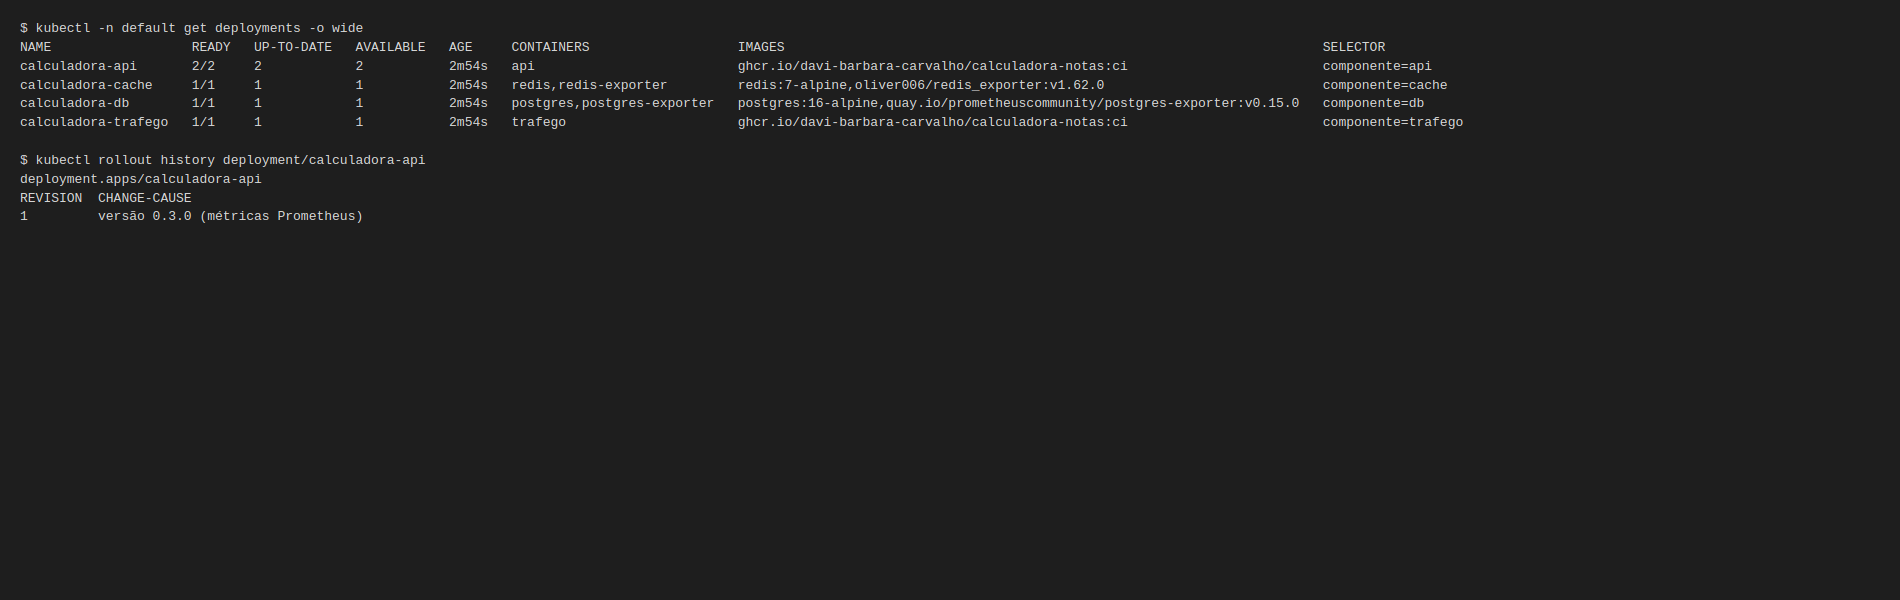 $ kubectl -n default get deployments -o wide
NAME                  READY   UP-TO-DATE   AVAILABLE   AGE     CONTAINERS                   IMAGES                                                                     SELECTOR
calculadora-api       2/2     2            2           2m54s   api                          ghcr.io/davi-barbara-carvalho/calculadora-notas:ci                         componente=api
calculadora-cache     1/1     1            1           2m54s   redis,redis-exporter         redis:7-alpine,oliver006/redis_exporter:v1.62.0                            componente=cache
calculadora-db        1/1     1            1           2m54s   postgres,postgres-exporter   postgres:16-alpine,quay.io/prometheuscommunity/postgres-exporter:v0.15.0   componente=db
calculadora-trafego   1/1     1            1           2m54s   trafego                      ghcr.io/davi-barbara-carvalho/calculadora-notas:ci                         componente=trafego
$ kubectl rollout history deployment/calculadora-api
deployment.apps/calculadora-api
REVISION  CHANGE-CAUSE
1         versão 0.3.0 (métricas Prometheus)